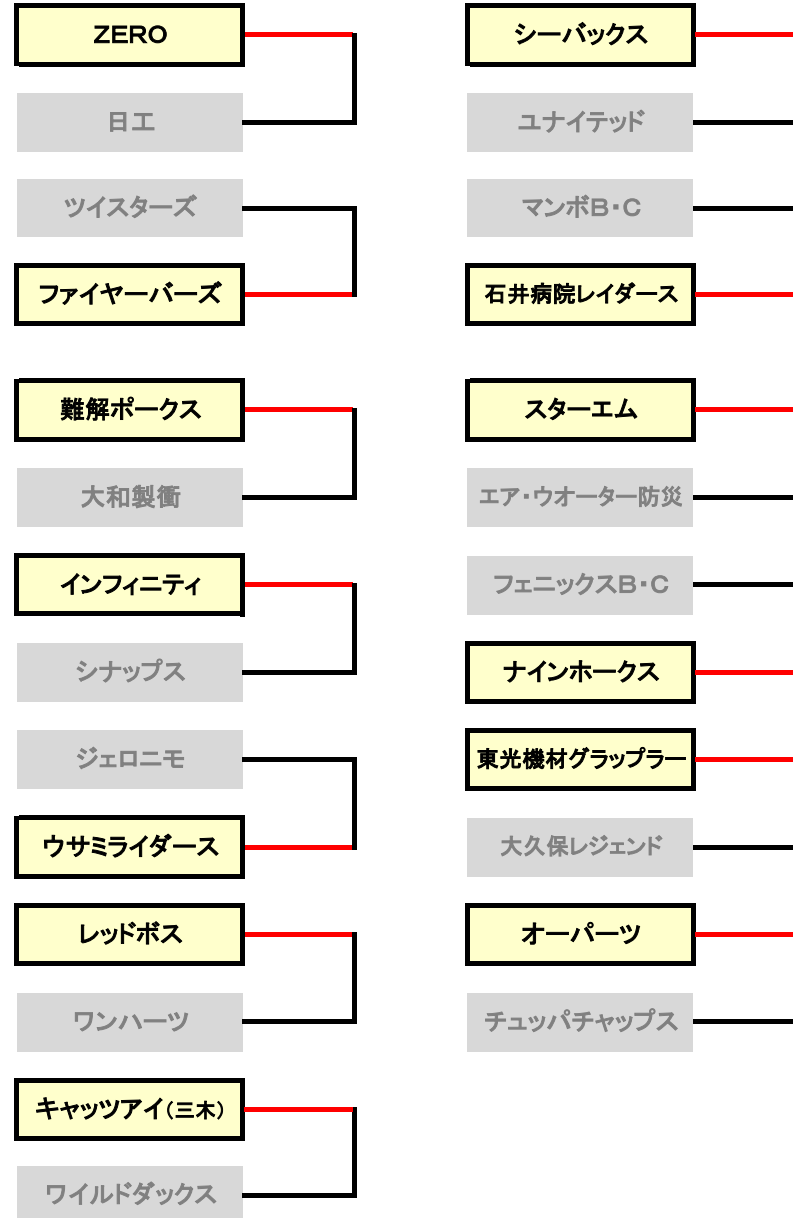 ZERO
日工
ツイスターズ
ファイヤーバーズ
難解ポークス
大和製衡
インフィニティ
シナップス
ジェロニモ
ウサミライダース
レッドボス
ワンハーツ
キャッツアイ(三木)
ワイルドダックス
シーバックス
ユナイテッド
マンボB・C
石井病院レイダース
スターエム
エア・ウオーター防災
フェニックスB・C
ナインホークス
東光機材グラップラー
大久保レジェンド
オーパーツ
チュッパチャップス